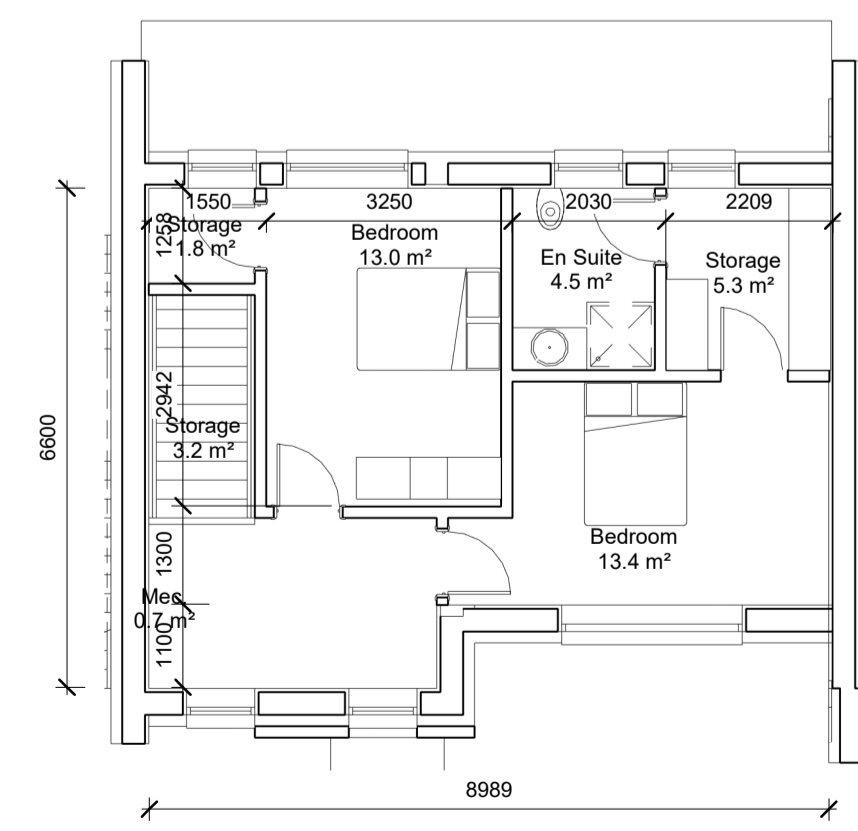 1550
3250
2030
2209
Storage
1.8 m²
1258
Bedroom
13.0 m²
En Suite
4.5 m²
Storage
5.3 m²
2942
Storage
3.2 m²
6600
1300
Bedroom
13.4 m²
Mec.
0.7 m²
1100
8989